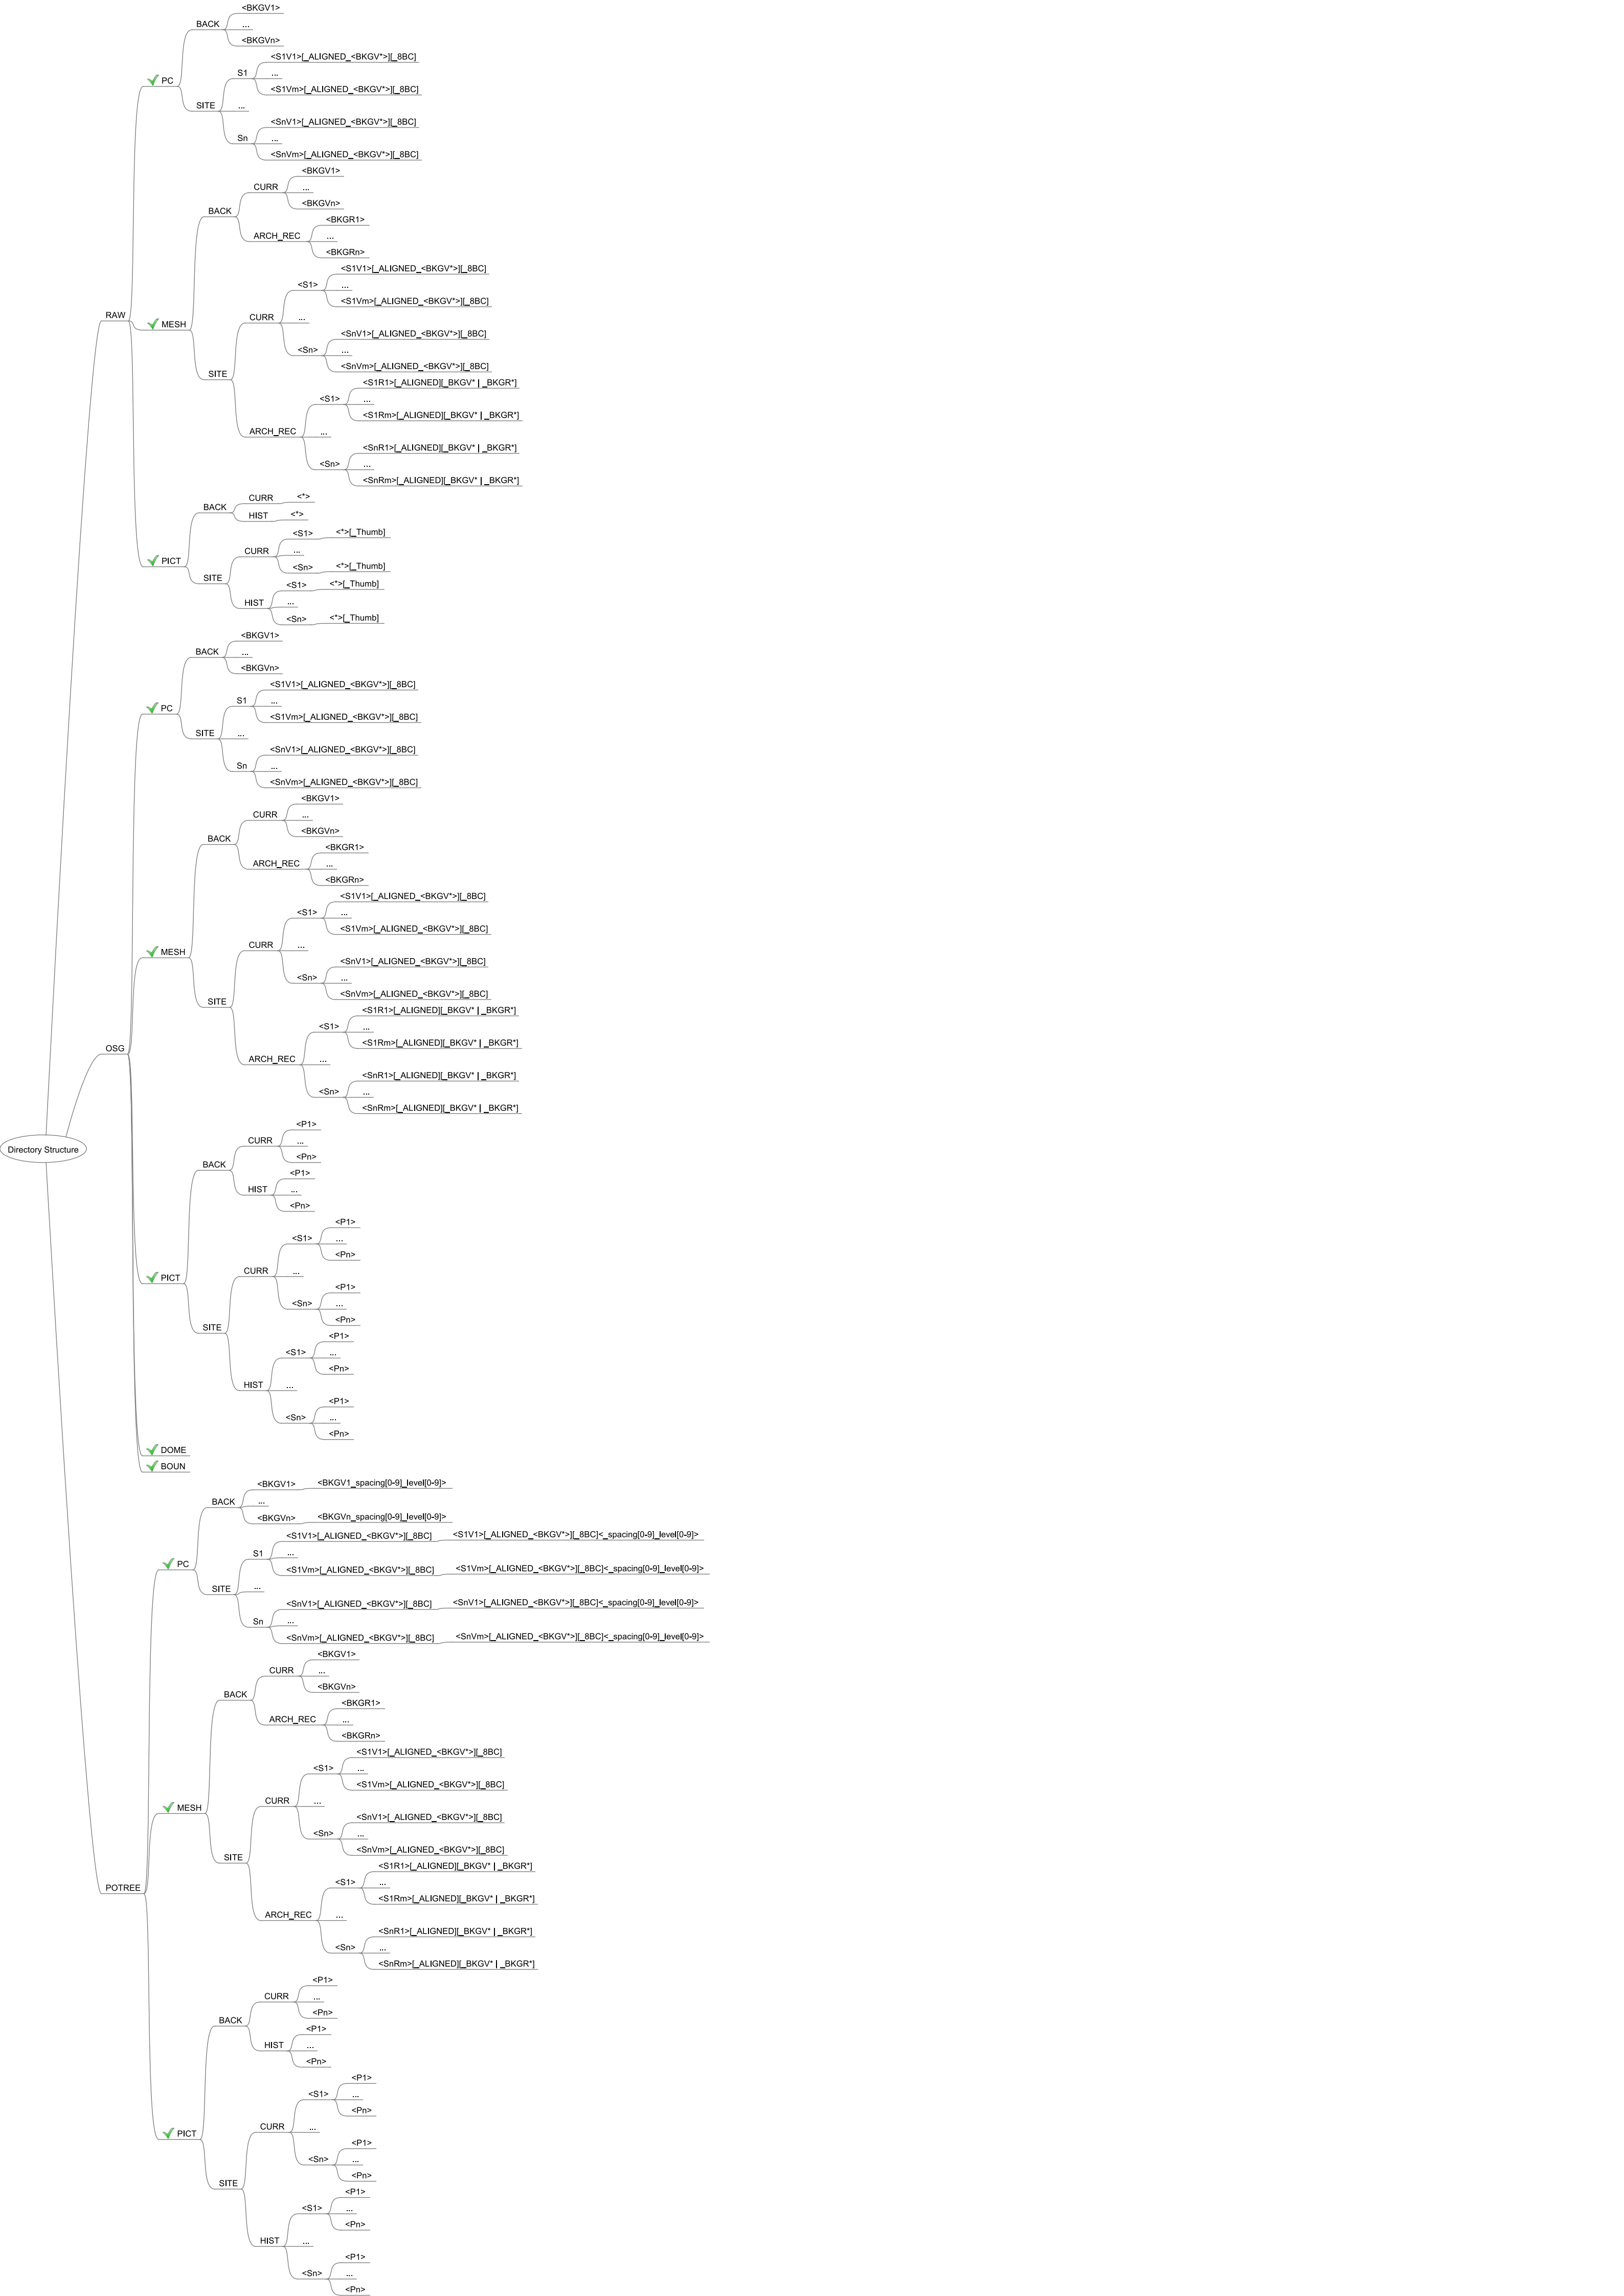 <BKGV1>
BACK
...
<BKGVn>
<S1V1>[_ALIGNED_<BKGV*>][_8BC]
S1
...
PC
<S1Vm>[_ALIGNED_<BKGV*>][_8BC]
SITE
...
<SnV1>[_ALIGNED_<BKGV*>][_8BC]
Sn
...
<SnVm>[_ALIGNED_<BKGV*>][_8BC]
<BKGV1>
CURR
...
<BKGVn>
BACK
<BKGR1>
ARCH_REC
...
<BKGRn>
<S1V1>[_ALIGNED_<BKGV*>][_8BC]
<S1>
...
<S1Vm>[_ALIGNED_<BKGV*>][_8BC]
RAW
CURR
...
MESH
<SnV1>[_ALIGNED_<BKGV*>][_8BC]
<Sn>
...
<SnVm>[_ALIGNED_<BKGV*>][_8BC]
SITE
<S1R1>[_ALIGNED][_BKGV* | _BKGR*]
<S1>
...
<S1Rm>[_ALIGNED][_BKGV* | _BKGR*]
ARCH_REC
...
<SnR1>[_ALIGNED][_BKGV* | _BKGR*]
<Sn>
...
<SnRm>[_ALIGNED][_BKGV* | _BKGR*]
CURR
<*>
BACK
HIST
<*>
<S1>
<*>[_Thumb]
CURR
...
PICT
<Sn>
<*>[_Thumb]
SITE
<S1>
<*>[_Thumb]
HIST
...
<Sn>
<*>[_Thumb]
<BKGV1>
BACK
...
<BKGVn>
<S1V1>[_ALIGNED_<BKGV*>][_8BC]
S1
...
PC
<S1Vm>[_ALIGNED_<BKGV*>][_8BC]
SITE
...
<SnV1>[_ALIGNED_<BKGV*>][_8BC]
Sn
...
<SnVm>[_ALIGNED_<BKGV*>][_8BC]
<BKGV1>
CURR
...
<BKGVn>
BACK
<BKGR1>
ARCH_REC
...
<BKGRn>
<S1V1>[_ALIGNED_<BKGV*>][_8BC]
<S1>
...
<S1Vm>[_ALIGNED_<BKGV*>][_8BC]
CURR
...
MESH
<SnV1>[_ALIGNED_<BKGV*>][_8BC]
<Sn>
...
<SnVm>[_ALIGNED_<BKGV*>][_8BC]
SITE
<S1R1>[_ALIGNED][_BKGV* | _BKGR*]
<S1>
...
<S1Rm>[_ALIGNED][_BKGV* | _BKGR*]
OSG
ARCH_REC
...
<SnR1>[_ALIGNED][_BKGV* | _BKGR*]
<Sn>
...
<SnRm>[_ALIGNED][_BKGV* | _BKGR*]
<P1>
CURR
...
Directory Structure
<Pn>
BACK
<P1>
HIST
...
<Pn>
<P1>
<S1>
...
<Pn>
CURR
...
PICT
<P1>
<Sn>
...
<Pn>
SITE
<P1>
<S1>
...
<Pn>
HIST
...
<P1>
<Sn>
...
<Pn>
DOME
BOUN
<BKGV1>
<BKGV1_spacing[0-9]_level[0-9]>
BACK
...
<BKGVn>
<BKGVn_spacing[0-9]_level[0-9]>
<S1V1>[_ALIGNED_<BKGV*>][_8BC]
<S1V1>[_ALIGNED_<BKGV*>][_8BC]<_spacing[0-9]_level[0-9]>
S1
...
PC
<S1Vm>[_ALIGNED_<BKGV*>][_8BC]
<S1Vm>[_ALIGNED_<BKGV*>][_8BC]<_spacing[0-9]_level[0-9]>
SITE
...
<SnV1>[_ALIGNED_<BKGV*>][_8BC]
<SnV1>[_ALIGNED_<BKGV*>][_8BC]<_spacing[0-9]_level[0-9]>
Sn
...
<SnVm>[_ALIGNED_<BKGV*>][_8BC]
<SnVm>[_ALIGNED_<BKGV*>][_8BC]<_spacing[0-9]_level[0-9]>
<BKGV1>
CURR
...
<BKGVn>
BACK
<BKGR1>
ARCH_REC
...
<BKGRn>
<S1V1>[_ALIGNED_<BKGV*>][_8BC]
<S1>
...
<S1Vm>[_ALIGNED_<BKGV*>][_8BC]
CURR
...
MESH
<SnV1>[_ALIGNED_<BKGV*>][_8BC]
<Sn>
...
<SnVm>[_ALIGNED_<BKGV*>][_8BC]
SITE
<S1R1>[_ALIGNED][_BKGV* | _BKGR*]
<S1>
...
POTREE
<S1Rm>[_ALIGNED][_BKGV* | _BKGR*]
ARCH_REC
...
<SnR1>[_ALIGNED][_BKGV* | _BKGR*]
<Sn>
...
<SnRm>[_ALIGNED][_BKGV* | _BKGR*]
<P1>
CURR
...
<Pn>
BACK
<P1>
HIST
...
<Pn>
<P1>
<S1>
...
<Pn>
CURR
...
PICT
<P1>
<Sn>
...
<Pn>
SITE
<P1>
<S1>
...
<Pn>
HIST
...
<P1>
<Sn>
...
<Pn>